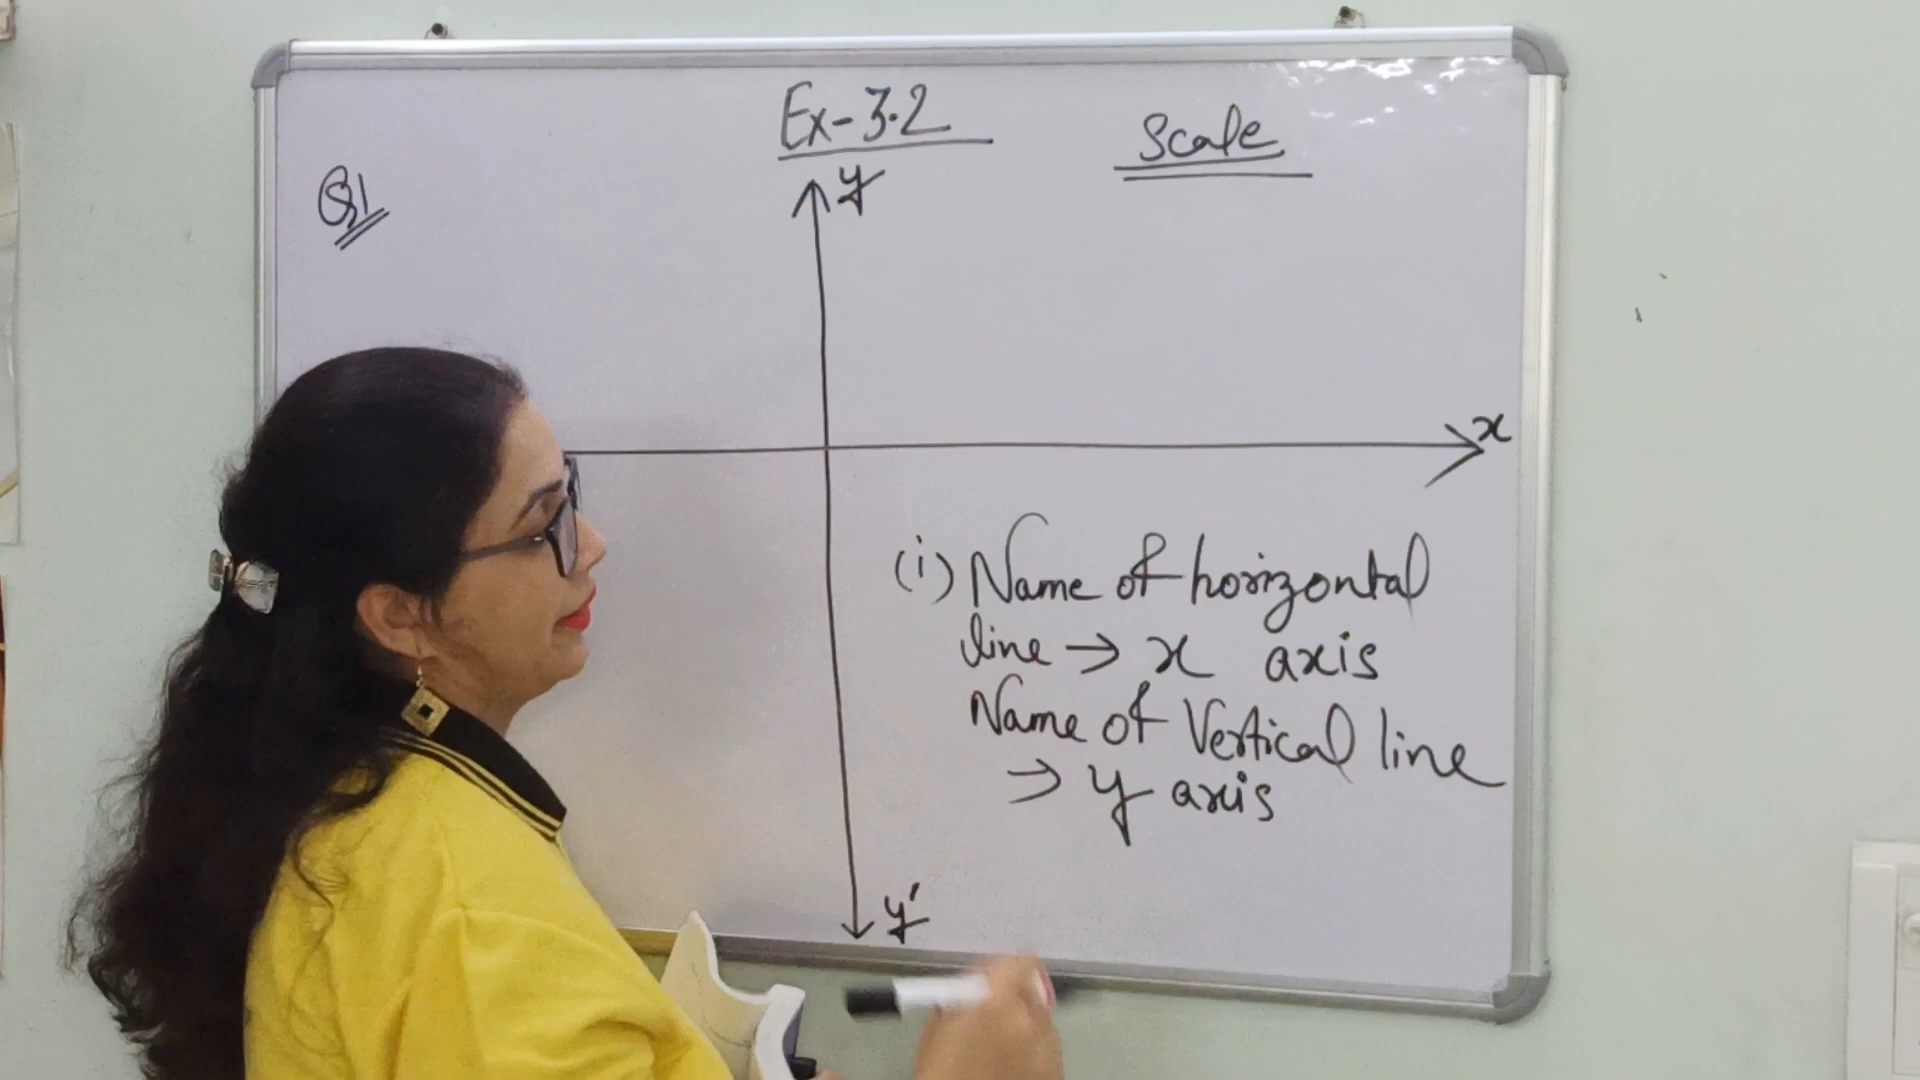 Ex-3.2
Scale
Q1
y
x
(i) Name of horizontal
line → x axis
Name of Vertical line
→ y axis
y'